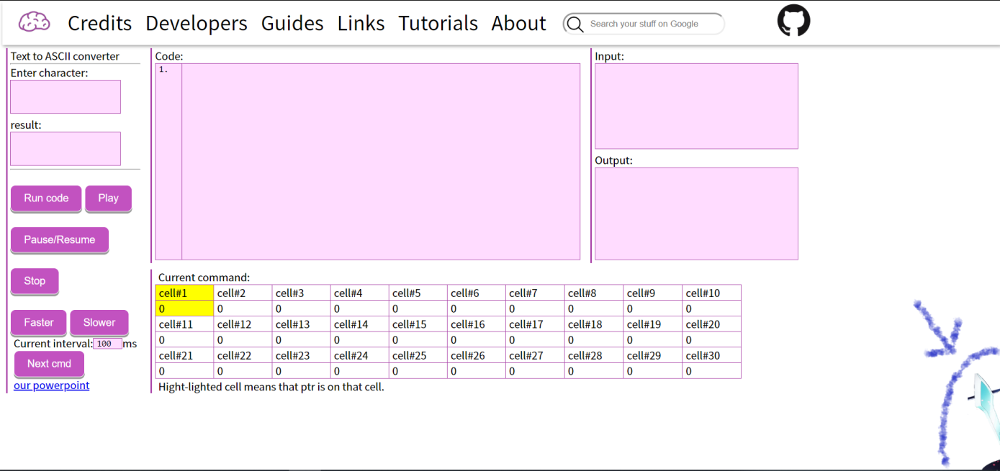 Credits Developers Guides Links Tutorials About Search your stuff on Google
Text to ASCII converter
Enter character:
result:
Run code Play
Pause/Resume
Stop
Faster Slower
Current interval: 100 ms
Next cmd
our powerpoint
Code:
1.
Input:
Output:
Current command:
cell#1 cell#2 cell#3 cell#4 cell#5 cell#6 cell#7 cell#8 cell#9 cell#10
0 0 0 0 0 0 0 0 0 0
cell#11 cell#12 cell#13 cell#14 cell#15 cell#16 cell#17 cell#18 cell#19 cell#20
0 0 0 0 0 0 0 0 0 0
cell#21 cell#22 cell#23 cell#24 cell#25 cell#26 cell#27 cell#28 cell#29 cell#30
0 0 0 0 0 0 0 0 0 0
Hight-lighted cell means that ptr is on that cell.